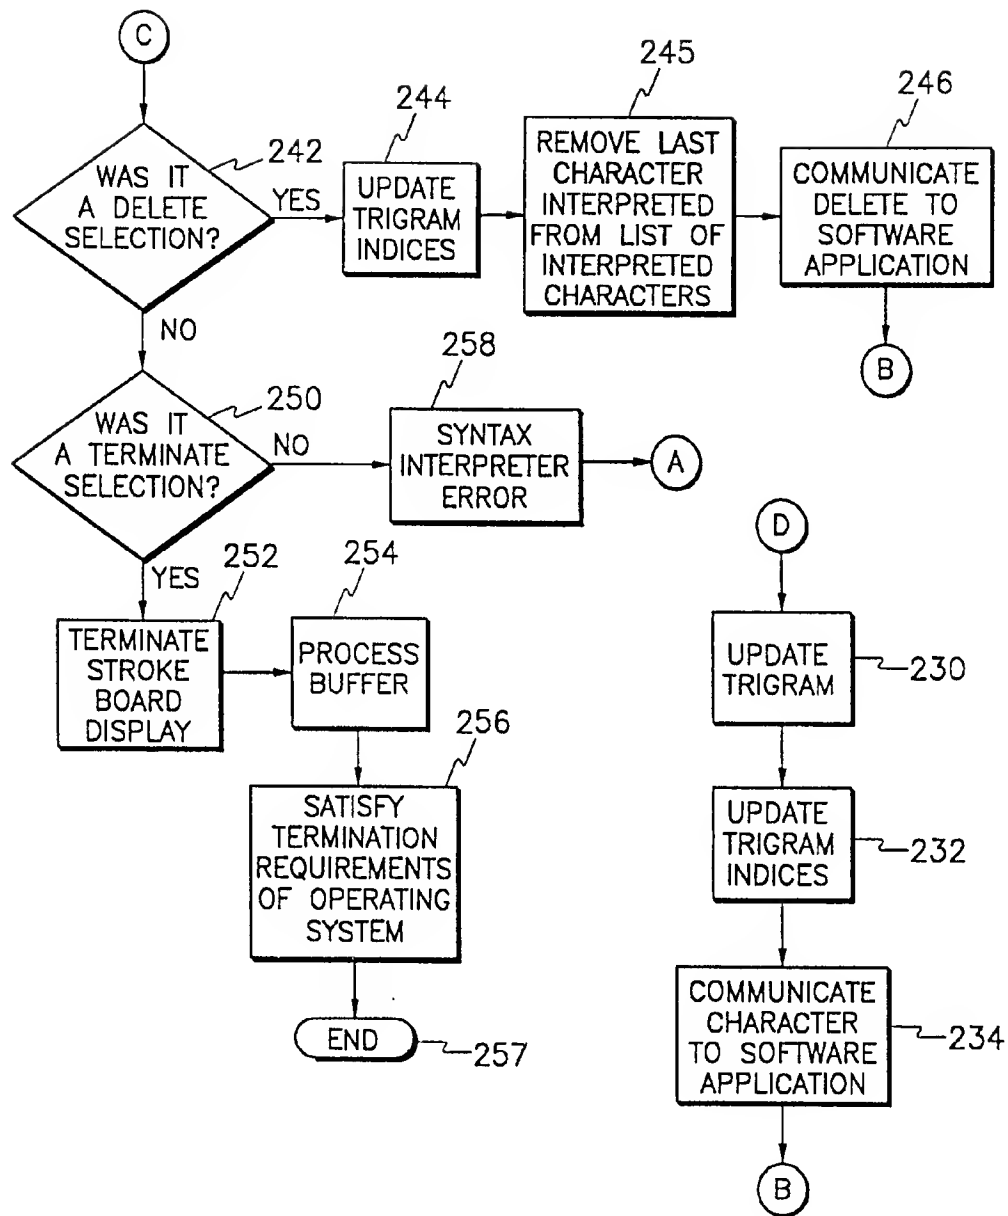 C
245
244
246
242
WAS IT
A DELETE
SELECTION?
YES
UPDATE
TRIGRAM
INDICES
REMOVE LAST
CHARACTER
INTERPRETED
FROM LIST OF
INTERPRETED
CHARACTERS
COMMUNICATE
DELETE TO
SOFTWARE
APPLICATION
NO
B
258
250
WAS IT
A TERMINATE
SELECTION?
NO
SYNTAX
INTERPRETER
ERROR
A
YES
252
254
TERMINATE
STROKE
BOARD
DISPLAY
PROCESS
BUFFER
256
SATISFY
TERMINATION
REQUIREMENTS
OF OPERATING
SYSTEM
END
257
D
UPDATE
TRIGRAM
230
UPDATE
TRIGRAM
INDICES
232
COMMUNICATE
CHARACTER
TO SOFTWARE
APPLICATION
234
B